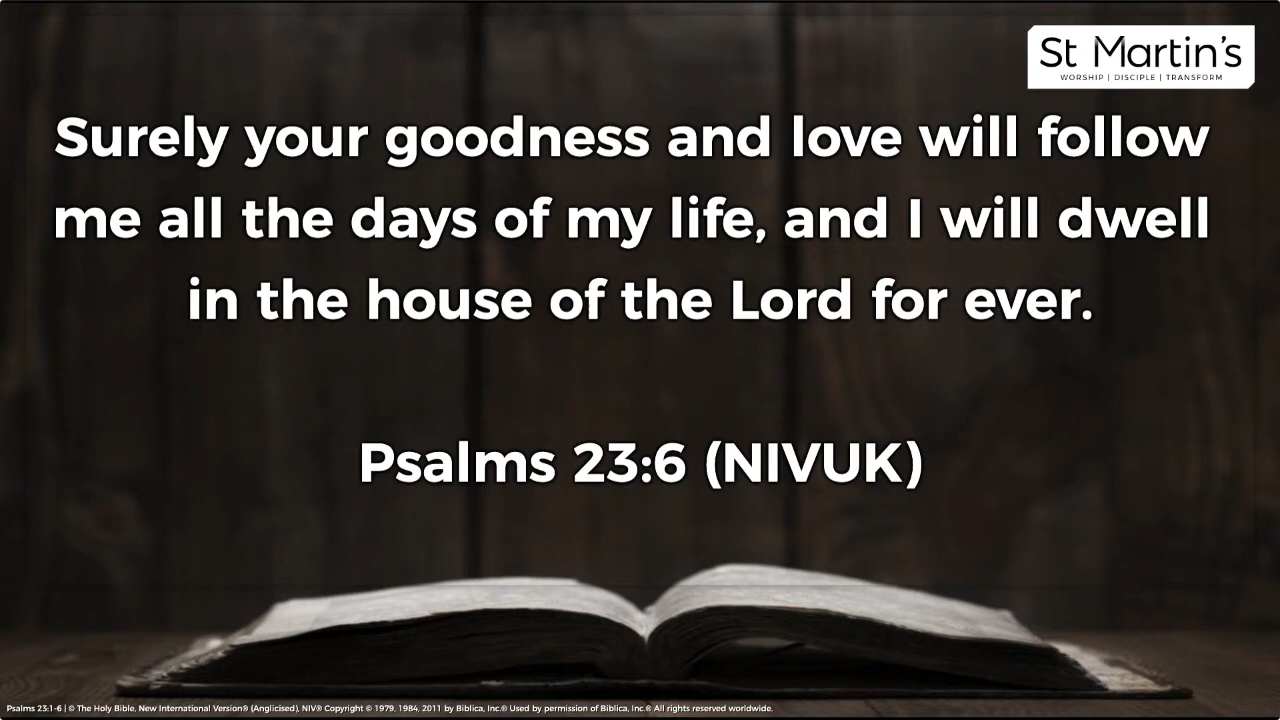 St Martin's
WORSHIP | DISCIPLE | TRANSFORM
Surely your goodness and love will follow
me all the days of my life, and I will dwell
in the house of the Lord for ever.
Psalms 23:6 (NIVUK)
Psalms 23:1-6 | © The Holy Bible, New International Version® (Anglicised), NIV® Copyright © 1979, 1984, 2011 by Biblica, Inc.® Used by permission of Biblica, Inc.® All rights reserved worldwide.